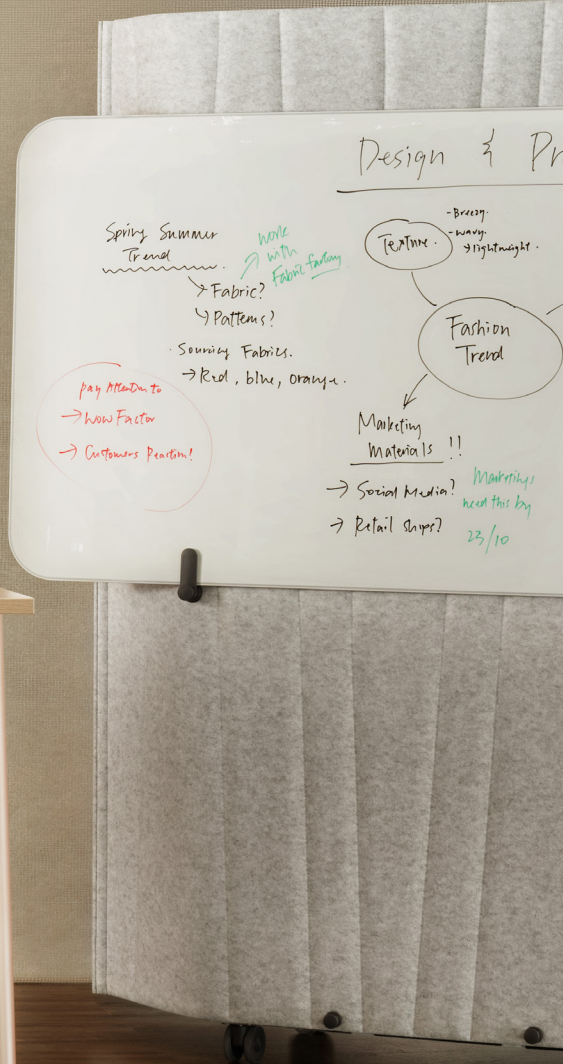 Design & Pr
Spring Summer
Trend
work
with
Fabric factory
→ Fabric?
→ Patterns?
· Sourcing Fabrics.
→ Red, blue, orange.
pay Attention to
→ wow Factor
→ Customers Reaction!
Texture.
- Breezy.
- wavy.
→ lightweight.
Fashion
Trend
Marketing
Materials !!
→ Social Media?
→ Retail ships?
Marketings
need this by
23/10